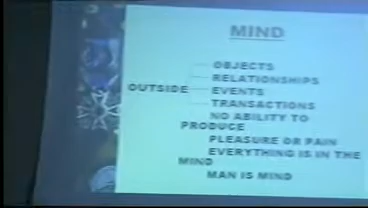 MIND
OBJECTS
RELATIONSHIPS
OUTSIDE EVENTS
TRANSACTIONS
NO ABILITY TO
PRODUCE
PLEASURE OR PAIN
EVERYTHING IS IN THE
MIND
MAN IS MIND